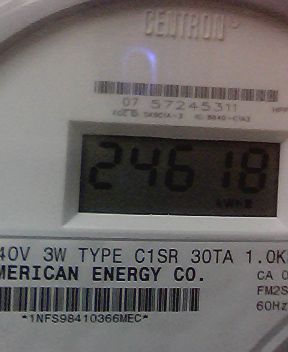 CENTRON
07 57245311
24618
KWH
40V 3W TYPE C1SR 30TA 1.0K
MERICAN ENERGY CO.
CA 0
FM2S
60Hz
*1NFS98410366MEC*